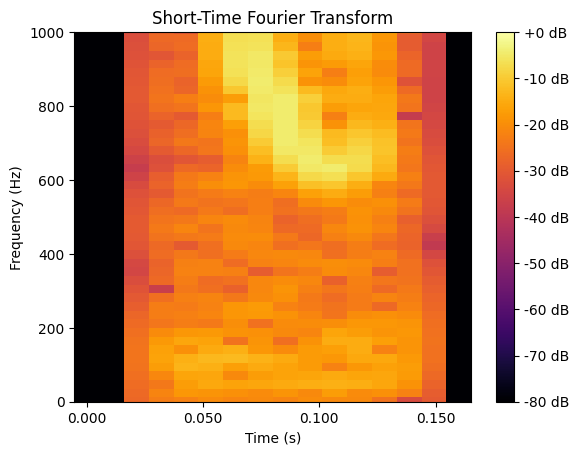 Short-Time Fourier Transform
1000
800
600
400
200
0
Frequency (Hz)
0.000
0.050
0.100
0.150
Time (s)
+0 dB
-10 dB
-20 dB
-30 dB
-40 dB
-50 dB
-60 dB
-70 dB
-80 dB